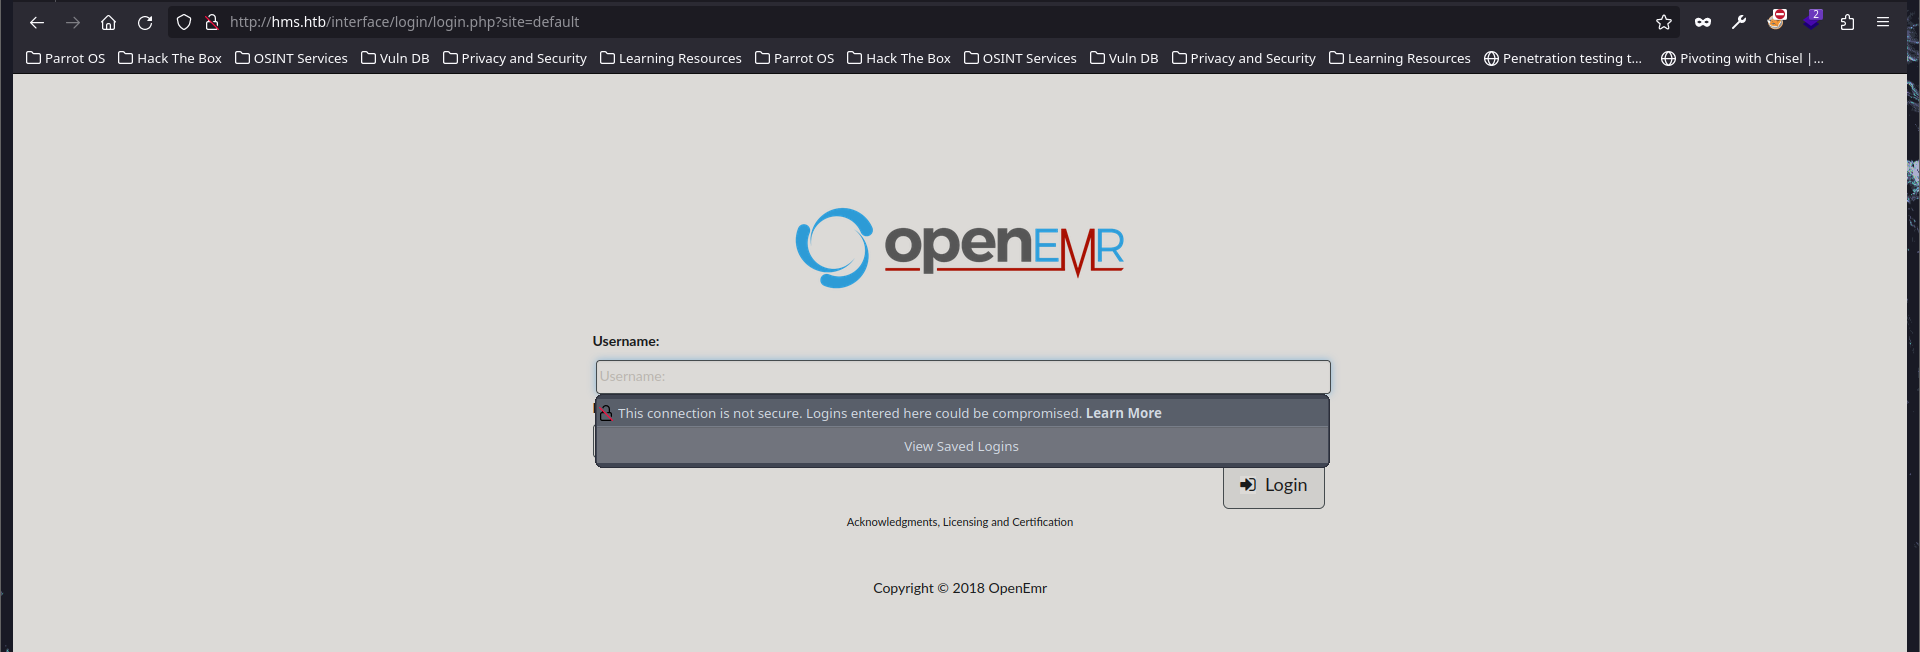 http://hms.htb/interface/login/login.php?site=default
2
Parrot OS Hack The Box OSINT Services Vuln DB Privacy and Security Learning Resources Parrot OS Hack The Box OSINT Services Vuln DB Privacy and Security Learning Resources Penetration testing t... Pivoting with Chisel |...
openEMR
Username:
Username:
This connection is not secure. Logins entered here could be compromised. Learn More
View Saved Logins
Login
Acknowledgments, Licensing and Certification
Copyright © 2018 OpenEmr